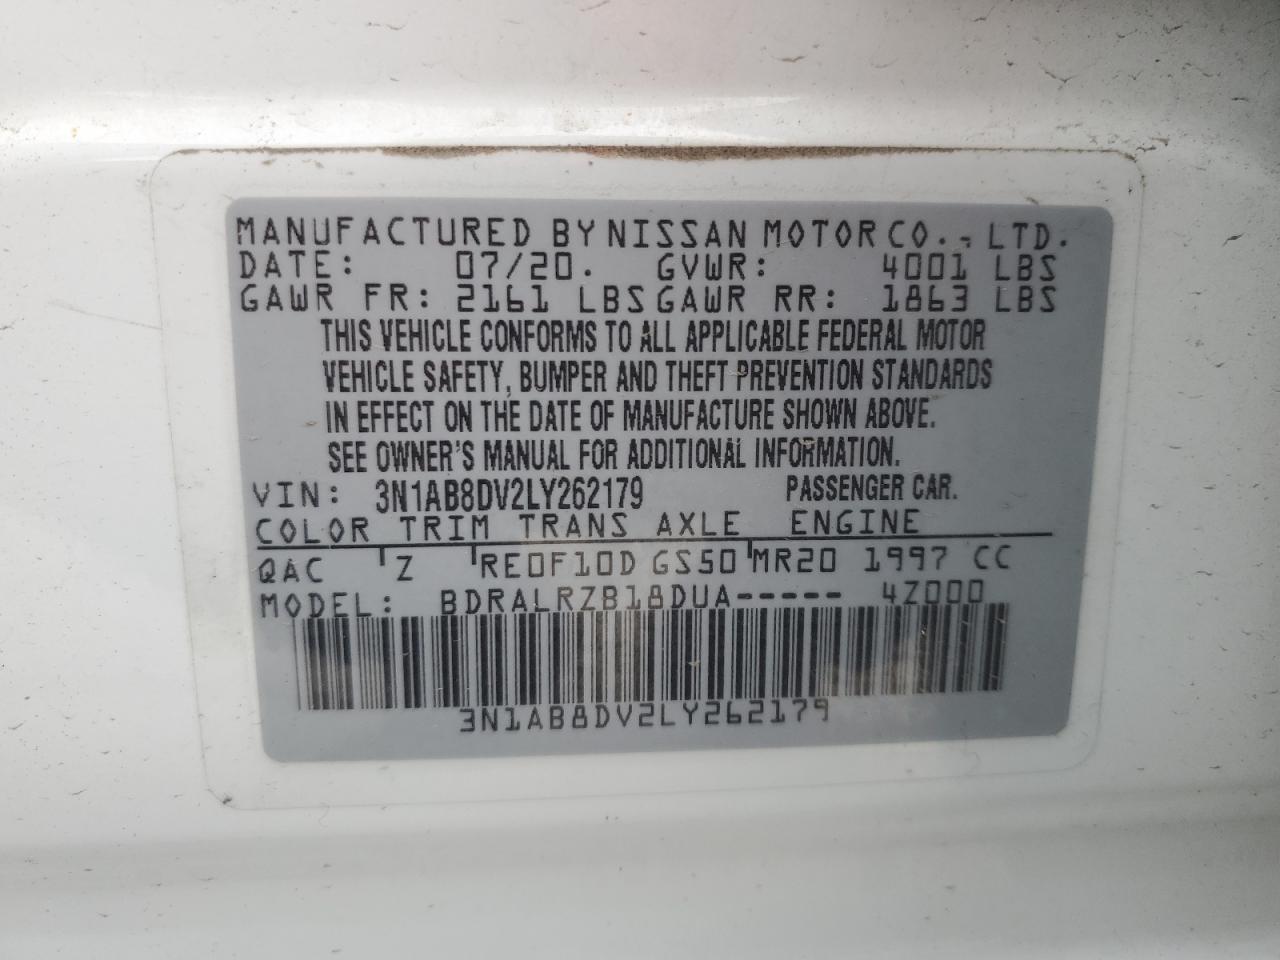 MANUFACTURED BY NISSAN MOTOR CO., LTD.
DATE: 07/20. GVWR: 4001 LBS
GAWR FR: 2161 LBS GAWR RR: 1863 LBS
THIS VEHICLE CONFORMS TO ALL APPLICABLE FEDERAL MOTOR
VEHICLE SAFETY, BUMPER AND THEFT PREVENTION STANDARDS
IN EFFECT ON THE DATE OF MANUFACTURE SHOWN ABOVE.
SEE OWNER'S MANUAL FOR ADDITIONAL INFORMATION.
VIN: 3N1AB8DV2LY262179 PASSENGER CAR.
COLOR TRIM TRANS AXLE ENGINE
QAC Z RE0F10D GS50 MR20 1997 CC
MODEL: BDRALRZB18DUA----- 4Z000
3N1AB8DV2LY262179